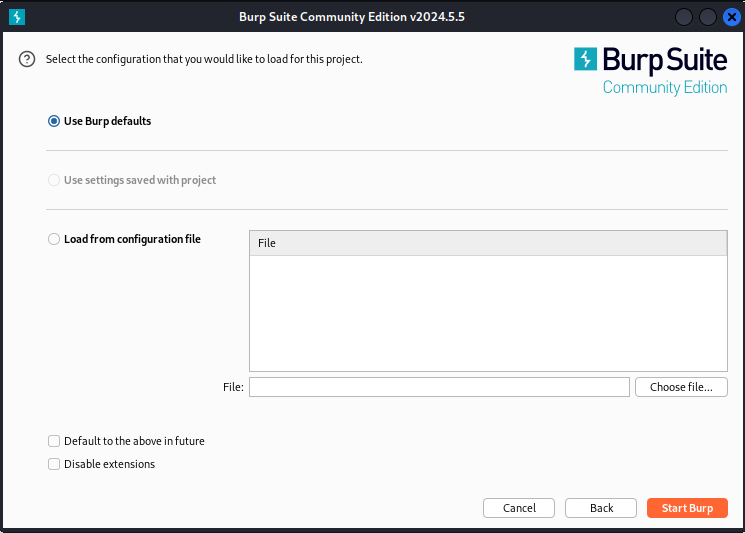 Burp Suite Community Edition v2024.5.5
Select the configuration that you would like to load for this project.
Burp Suite
Community Edition
Use Burp defaults
Use settings saved with project
Load from configuration file
File
File:
Choose file...
Default to the above in future
Disable extensions
Cancel
Back
Start Burp